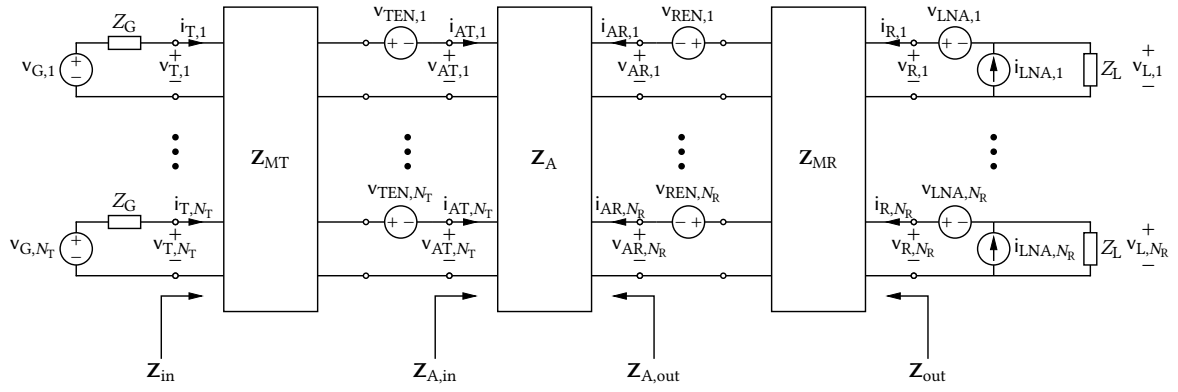 v_TEN,1 v_REN,1 v_LNA,1
Z_G i_T,1 i_AT,1 i_AR,1 i_R,1
v_G,1 + − + v_T,1 − + − + v_AT,1 − + v_AR,1 − − + + v_R,1 − + − i_LNA,1 Z_L + v_L,1 −
Z_MT Z_A Z_MR
v_TEN,N_T v_REN,N_R v_LNA,N_R
Z_G i_T,N_T i_AT,N_T i_AR,N_R i_R,N_R
v_G,N_T + − + v_T,N_T − + − + v_AT,N_T − + v_AR,N_R − − + + v_R,N_R − + − i_LNA,N_R Z_L + v_L,N_R −
Z_in Z_A,in Z_A,out Z_out